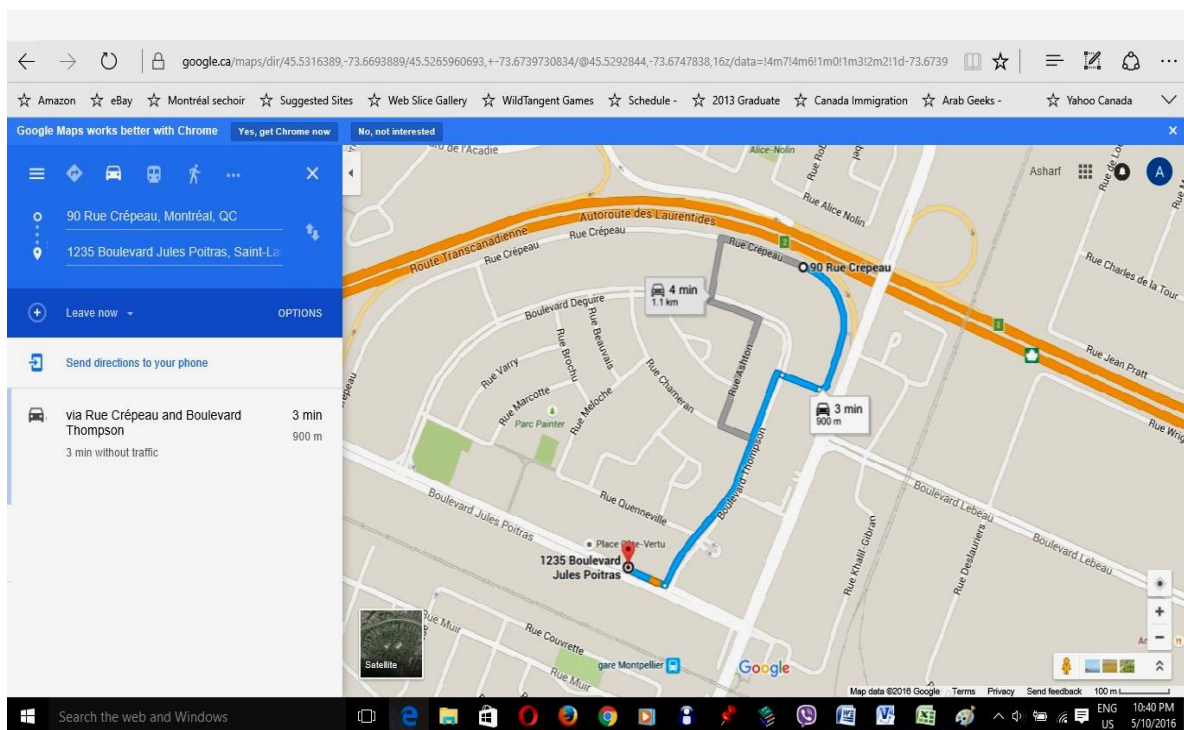 google.ca/maps/dir/45.5316389,-73.6693889/45.5265960693,+-73.6739730834/@45.5292844,-73.6747838,16z/data=!4m7!4m6!1m0!1m3!2m2!1d-73.6739
Amazon eBay Montréal sechoir Suggested Sites Web Slice Gallery WildTangent Games Schedule - 2013 Graduate Canada Immigration Arab Geeks - Yahoo Canada
Google Maps works better with Chrome Yes, get Chrome now No, not interested
90 Rue Crépeau, Montréal, QC
1235 Boulevard Jules Poitras, Saint-La
Leave now OPTIONS
Send directions to your phone
via Rue Crépeau and Boulevard 3 min
Thompson 900 m
3 min without traffic
de l'Acadie
Alice-Nolin
Rue Alice Nolin
Asharf A
Autoroute des Laurentides
Route Transcanadienne
Rue Crépeau
Rue Crépeau
Rue Crépeau
2
90 Rue Crépeau
Rue Charles de la Tour
4 min
1.1 km
Boulevard Deguire
2
Rue Jean Pratt
Rue Beauvais
Rue Brochu
Rue Varry
Rue Ashton
Rue Chameran
Rue Marcotte
Rue Meloche
Parc Painter
3 min
900 m
Boulevard Thompson
Boulevard Lebeau
Boulevard Lebeau
Boulevard Jules Poitras
Rue Quenneville
Rue Khalil-Gibran
Rue Deslauriers
1235 Boulevard
Jules Poitras
Rue Muir
Rue Couvrette
Rue Muir
gare Montpellier
Satellite
Google
Map data ©2016 Google Terms Privacy Send feedback 100 m
Search the web and Windows
ENG 10:40 PM
US 5/10/2016